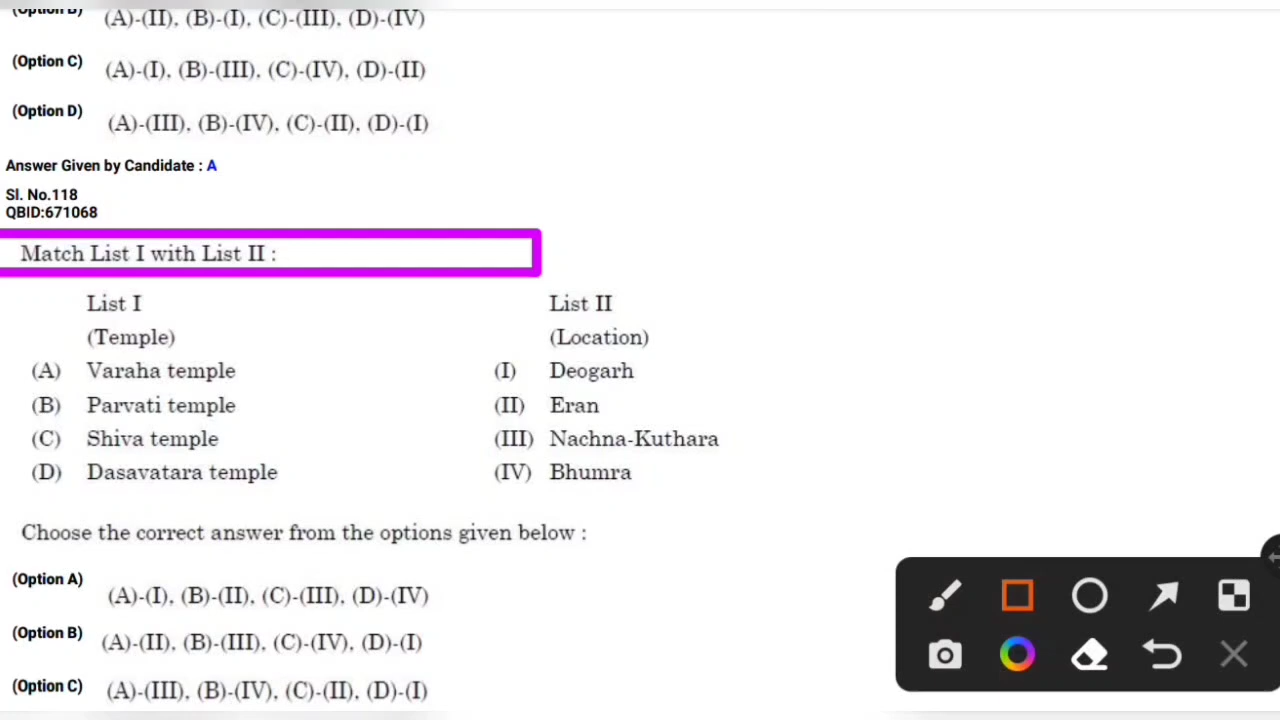 (Option B) (A)-(II), (B)-(I), (C)-(III), (D)-(IV)
(Option C) (A)-(I), (B)-(III), (C)-(IV), (D)-(II)
(Option D) (A)-(III), (B)-(IV), (C)-(II), (D)-(I)
Answer Given by Candidate : A
Sl. No.118
QBID:671068
Match List I with List II :
List I List II
(Temple) (Location)
(A) Varaha temple (I) Deogarh
(B) Parvati temple (II) Eran
(C) Shiva temple (III) Nachna-Kuthara
(D) Dasavatara temple (IV) Bhumra
Choose the correct answer from the options given below :
(Option A) (A)-(I), (B)-(II), (C)-(III), (D)-(IV)
(Option B) (A)-(II), (B)-(III), (C)-(IV), (D)-(I)
(Option C) (A)-(III), (B)-(IV), (C)-(II), (D)-(I)